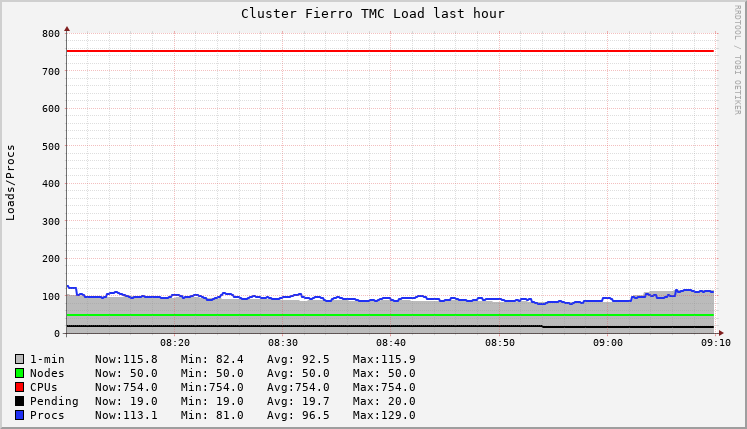 Cluster Fierro TMC Load last hour
RRDTOOL / TOBI OETIKER
Loads/Procs
800
700
600
500
400
300
200
100
0
08:20 08:30 08:40 08:50 09:00 09:10
1-min Now:115.8 Min: 82.4 Avg: 92.5 Max:115.9
Nodes Now: 50.0 Min: 50.0 Avg: 50.0 Max: 50.0
CPUs Now:754.0 Min:754.0 Avg:754.0 Max:754.0
Pending Now: 19.0 Min: 19.0 Avg: 19.7 Max: 20.0
Procs Now:113.1 Min: 81.0 Avg: 96.5 Max:129.0